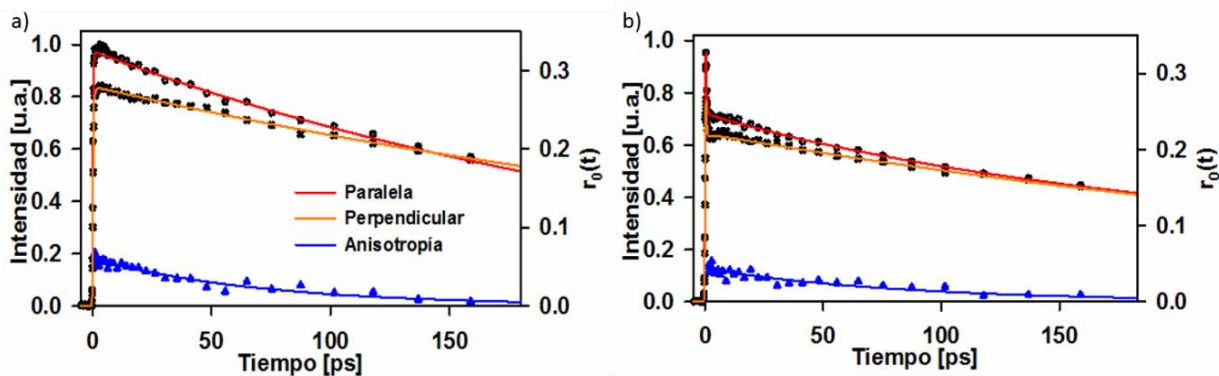 a)
Intensidad [u.a.]
1.0
0.8
0.6
0.4
0.2
0.0
0.3
0.2
0.1
0.0
r₀(t)
Paralela
Perpendicular
Anisotropía
0 50 100 150
Tiempo [ps]
b)
Intensidad [u.a.]
1.0
0.8
0.6
0.4
0.2
0.0
0.3
0.2
0.1
0.0
r₀(t)
0 50 100 150
Tiempo [ps]